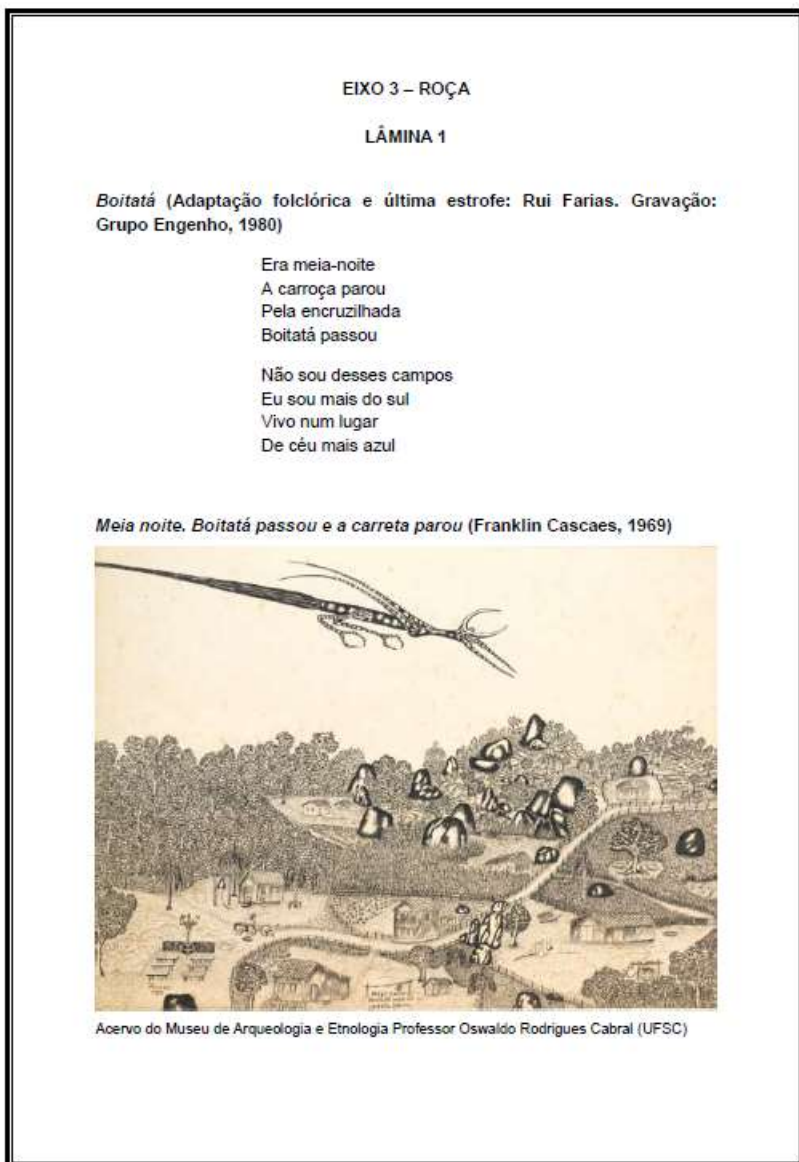 EIXO 3 – ROÇA
LÂMINA 1
Boitatá (Adaptação folclórica e última estrofe: Rui Farias. Gravação:
Grupo Engenho, 1980)
Era meia-noite
A carroça parou
Pela encruzilhada
Boitatá passou
Não sou desses campos
Eu sou mais do sul
Vivo num lugar
De céu mais azul
Meia noite. Boitatá passou e a carreta parou (Franklin Cascaes, 1969)
Acervo do Museu de Arqueologia e Etnologia Professor Oswaldo Rodrigues Cabral (UFSC)